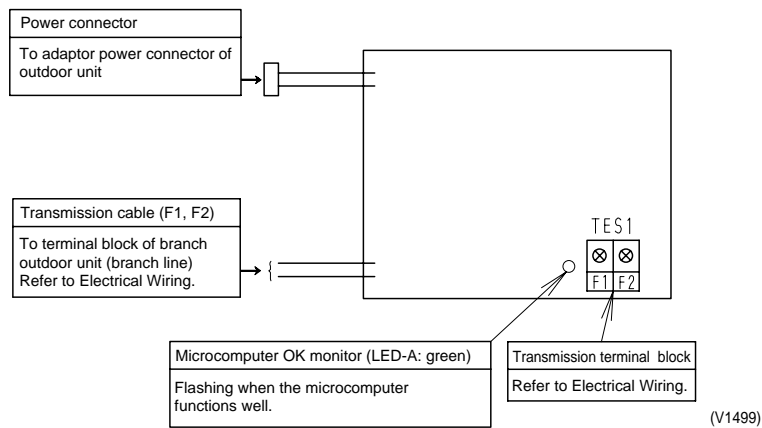 Power connector
To adaptor power connector of
outdoor unit
Transmission cable (F1, F2)
To terminal block of branch
outdoor unit (branch line)
Refer to Electrical Wiring.
TES1
F1 F2
Microcomputer OK monitor (LED-A: green)
Flashing when the microcomputer
functions well.
Transmission terminal block
Refer to Electrical Wiring.
(V1499)